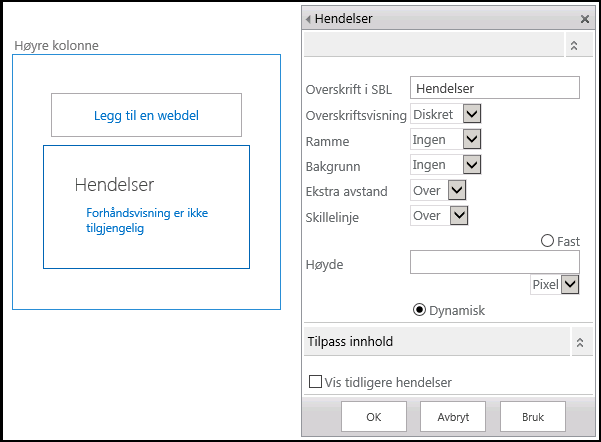 Høyre kolonne
Legg til en webdel
Hendelser
Forhåndsvisning er ikke
tilgjengelig
Hendelser
Overskrift i SBL Hendelser
Overskriftsvisning Diskret
Ramme Ingen
Bakgrunn Ingen
Ekstra avstand Over
Skillelinje Over
Fast
Høyde
Pixel
Dynamisk
Tilpass innhold
Vis tidligere hendelser
OK Avbryt Bruk